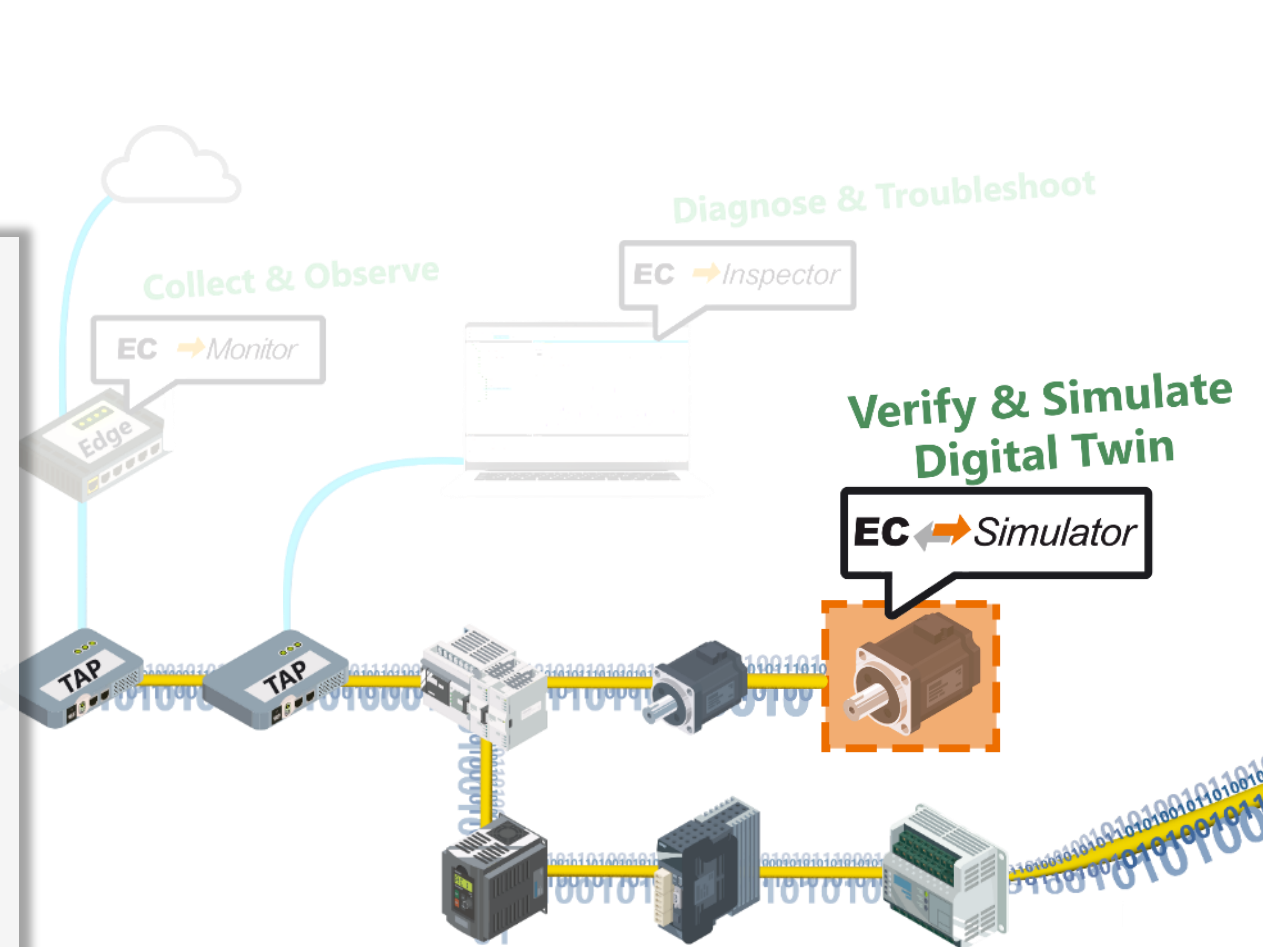 Diagnose & Troubleshoot
Collect & Observe
EC Inspector
EC Monitor
Verify & Simulate
Digital Twin
Edge
EC Simulator
TAP
TAP